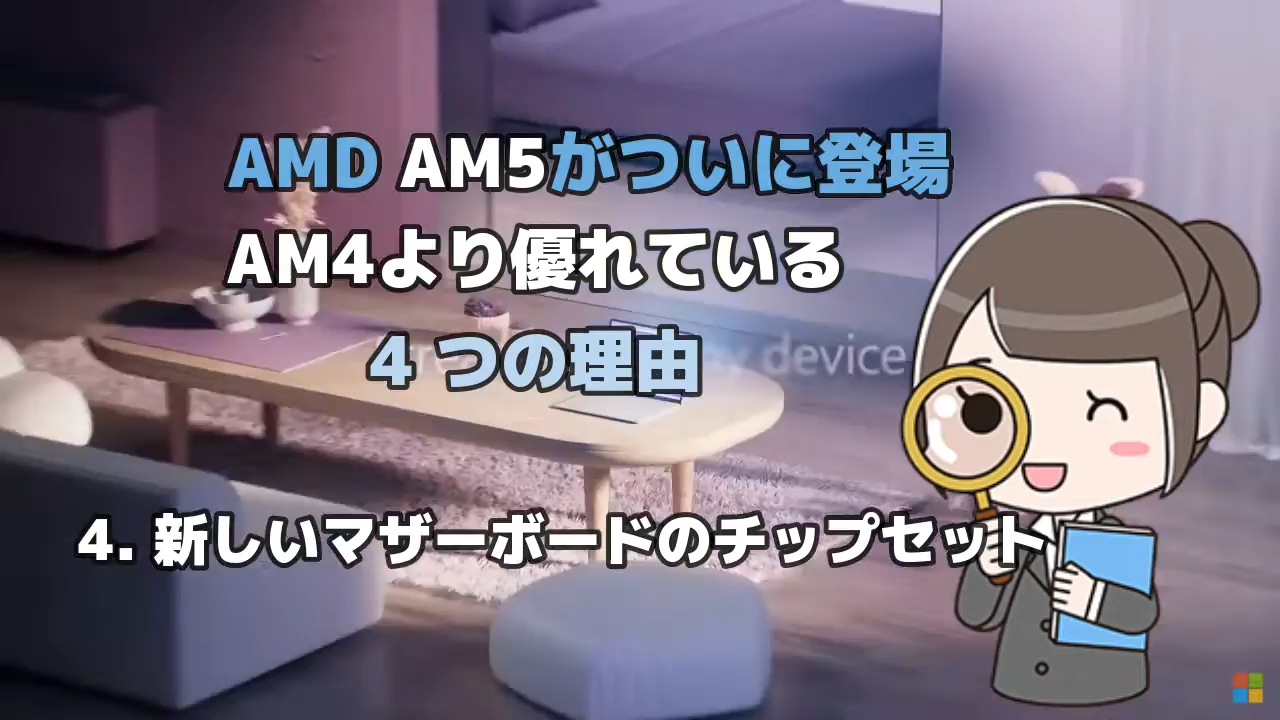 AMD AM5がついに登場
AM4より優れている
4 つの理由
device
4. 新しいマザーボードのチップセット